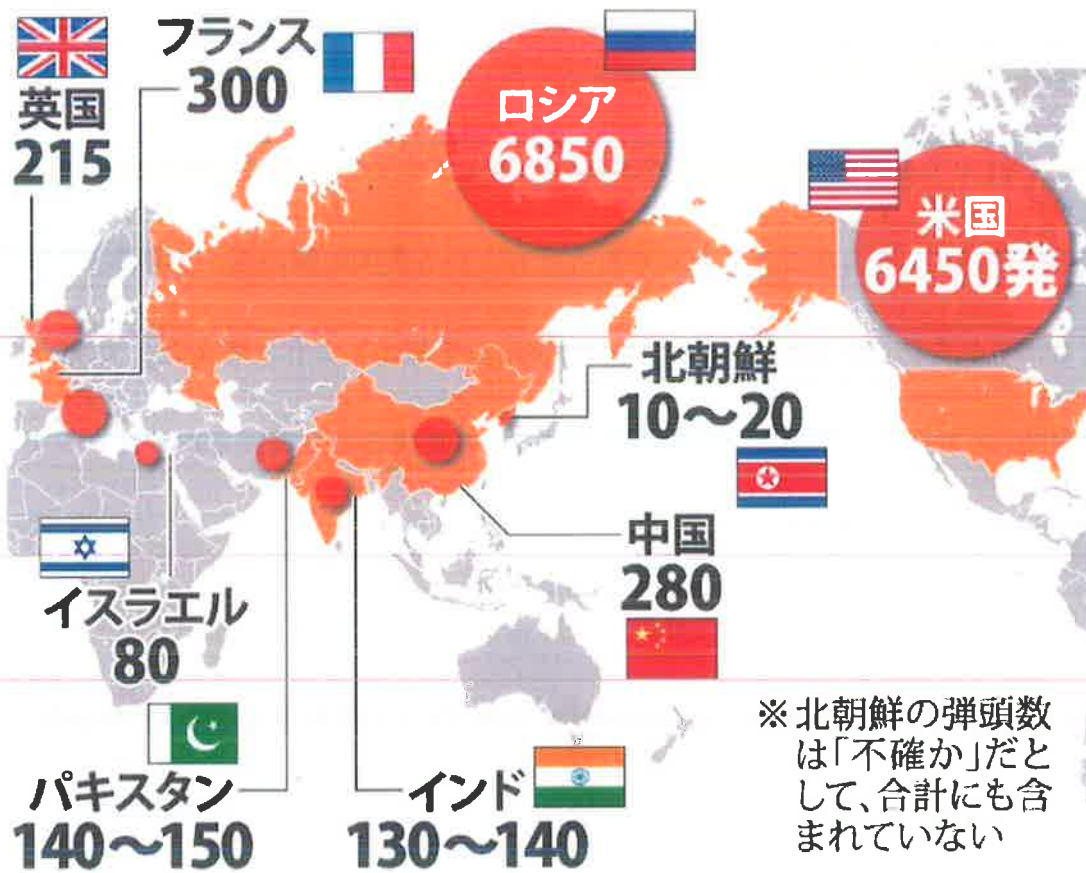 英国
215
フランス
300
ロシア
6850
米国
6450発
北朝鮮
10〜20
中国
280
イスラエル
80
パキスタン
140〜150
インド
130〜140
※北朝鮮の弾頭数
は「不確か」だと
して、合計にも含
まれていない